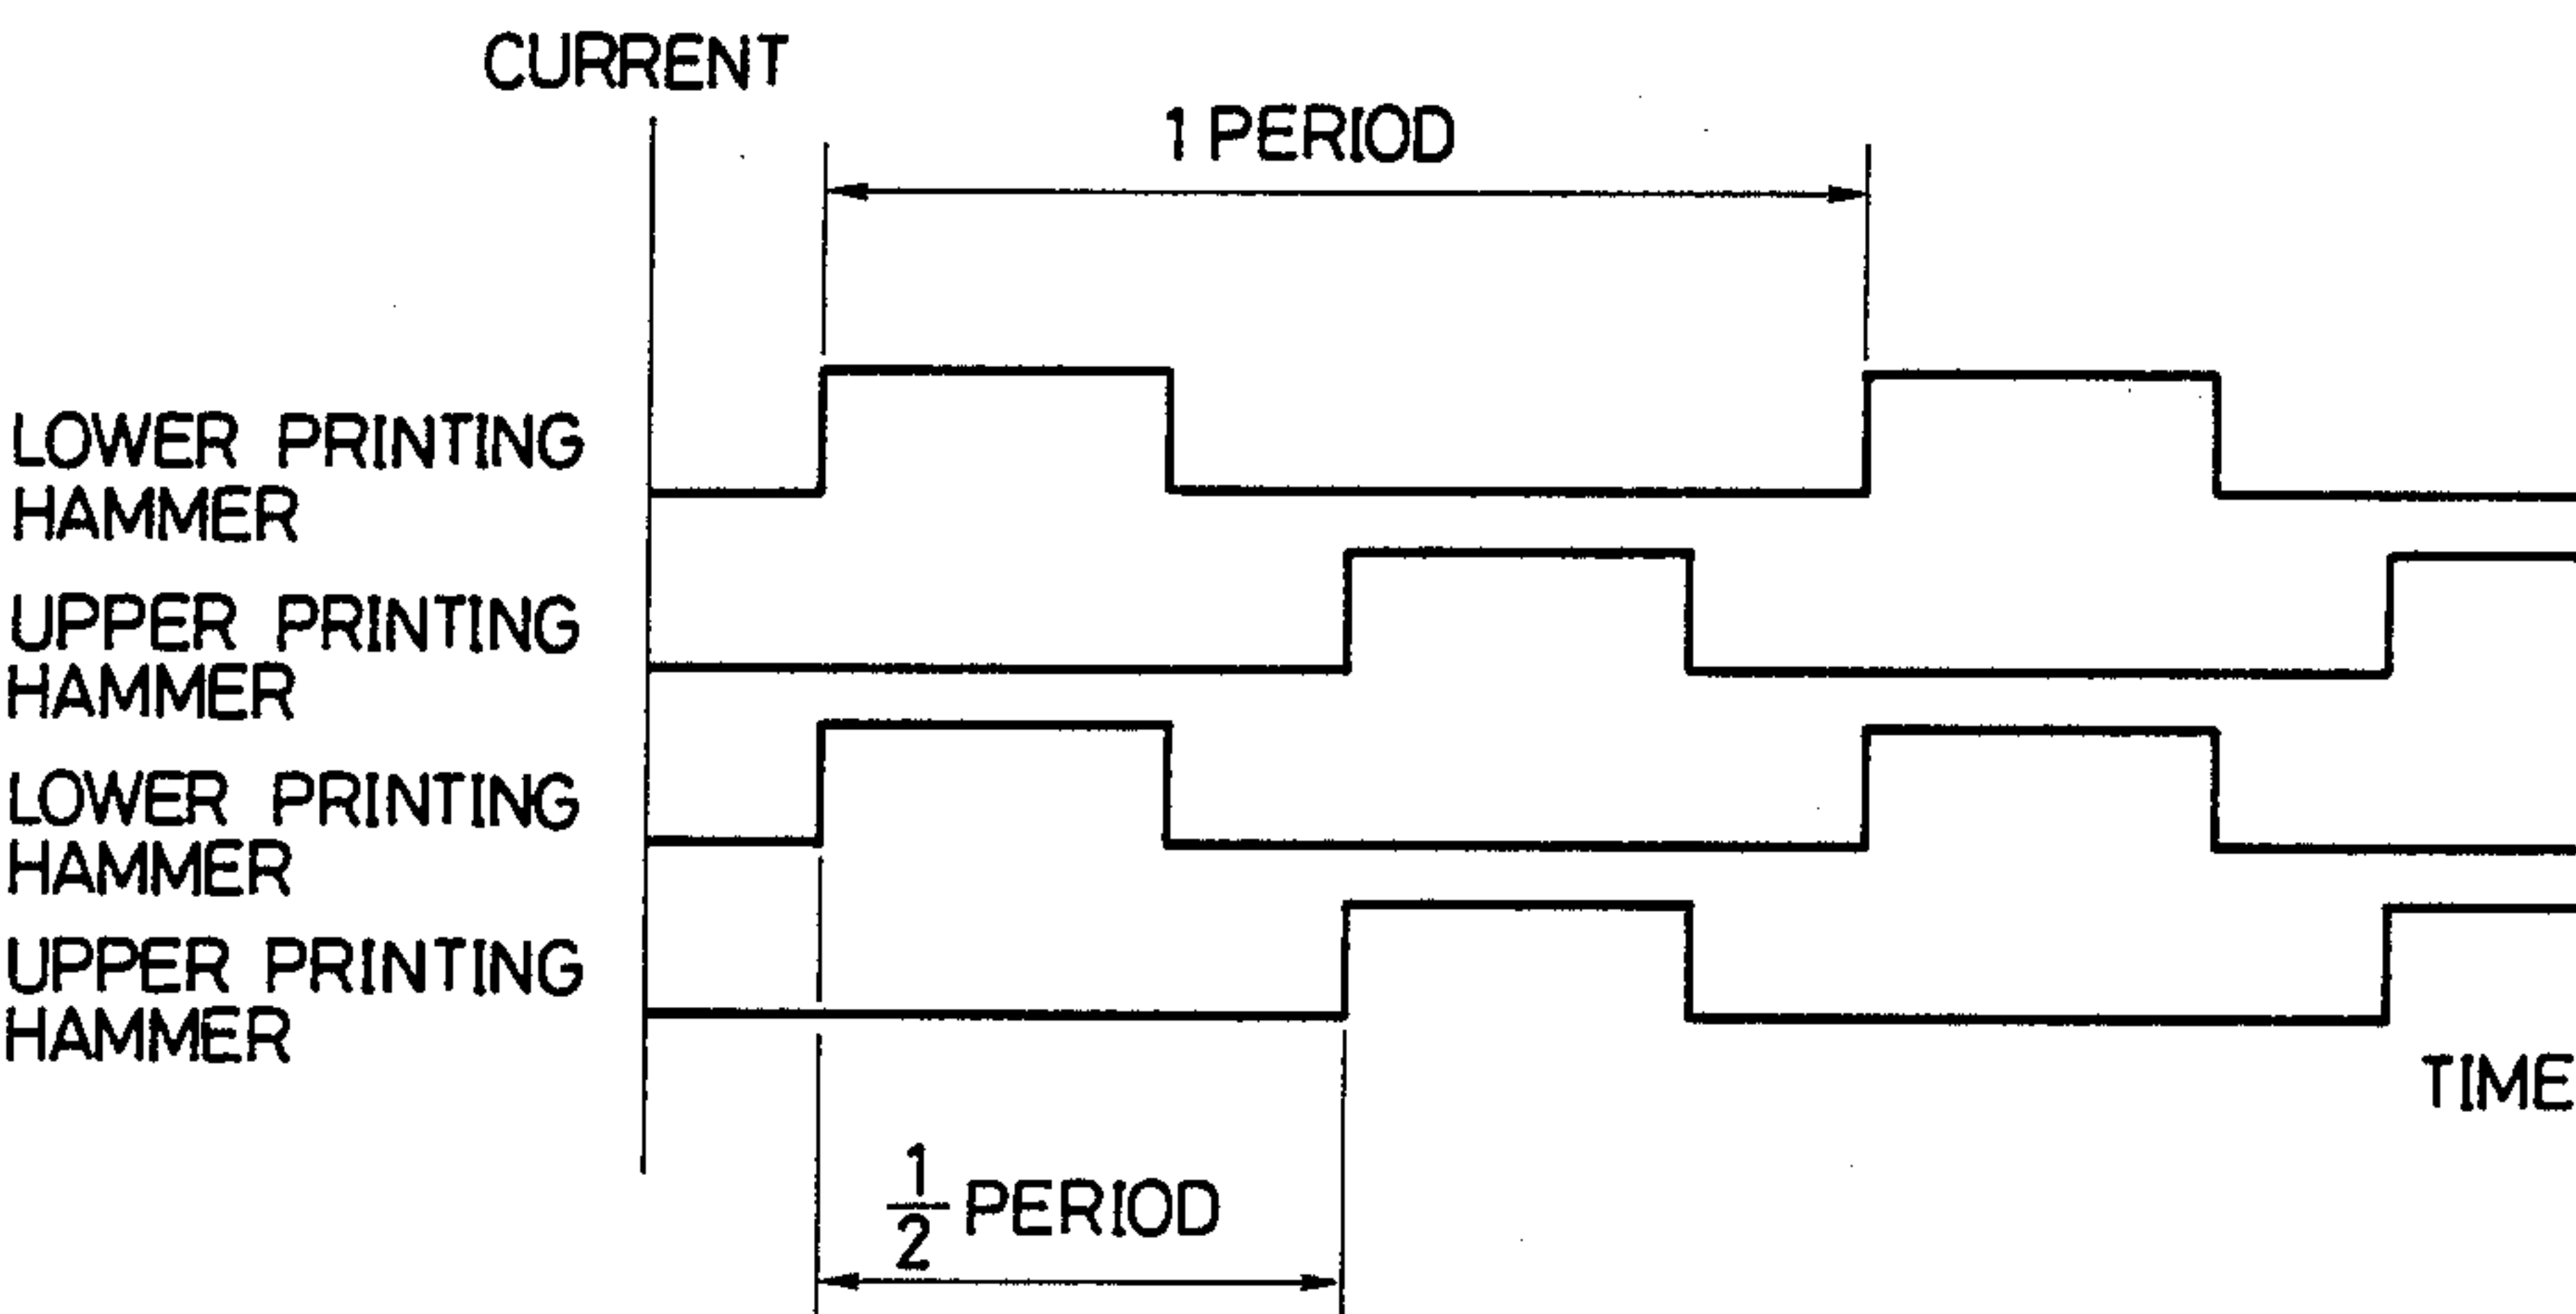 CURRENT
1 PERIOD
LOWER PRINTING
HAMMER
UPPER PRINTING
HAMMER
LOWER PRINTING
HAMMER
UPPER PRINTING
HAMMER
TIME
1/2 PERIOD